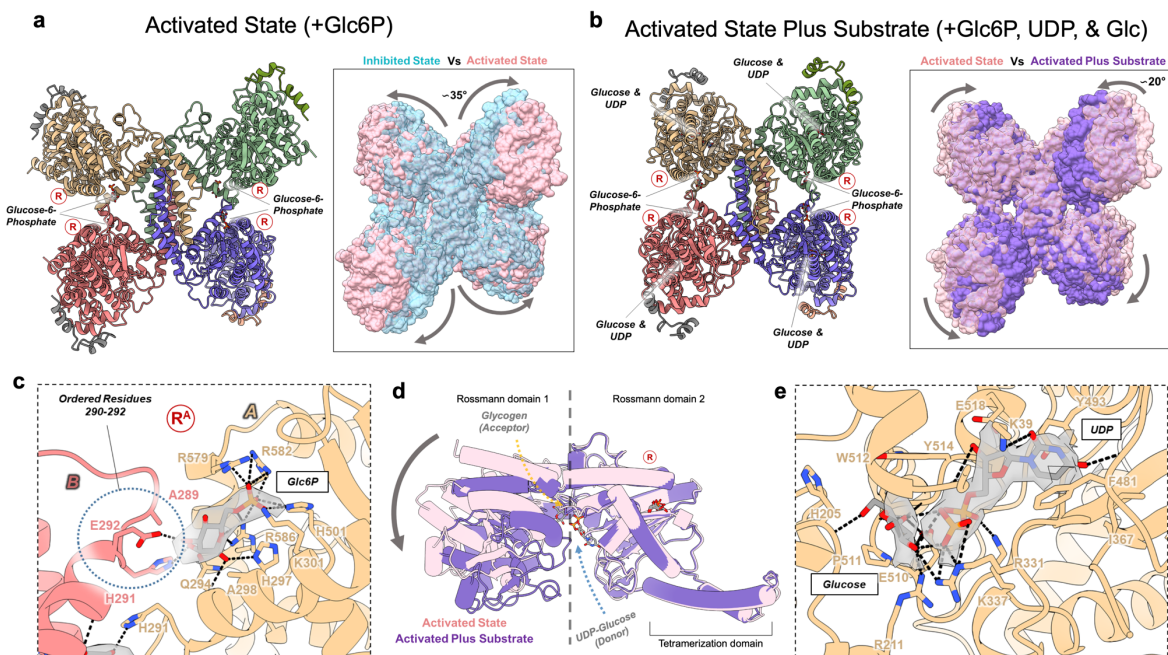 a
Activated State (+Glc6P)
Inhibited State Vs Activated State
~35°
R
R
Glucose-6-
Phosphate
Glucose-6-
Phosphate
R
R
b
Activated State Plus Substrate (+Glc6P, UDP, & Glc)
Glucose &
UDP
Glucose &
UDP
Activated State Vs Activated Plus Substrate
~20°
R
R
Glucose-6-
Phosphate
Glucose-6-
Phosphate
R
R
Glucose &
UDP
Glucose &
UDP
c
Ordered Residues
290-292
Rᴬ
A
R579
R582
Glc6P
B
A289
E292
H501
R586
K301
Q294
H297
A298
H291
H291
d
Rossmann domain 1
Rossmann domain 2
Glycogen
(Acceptor)
R
Activated State
Activated Plus Substrate
UDP-Glucose
(Donor)
Tetramerization domain
e
E518
Y493
K39
UDP
Y514
W512
F481
H205
I367
P511
R331
Glucose
E510
K337
R211